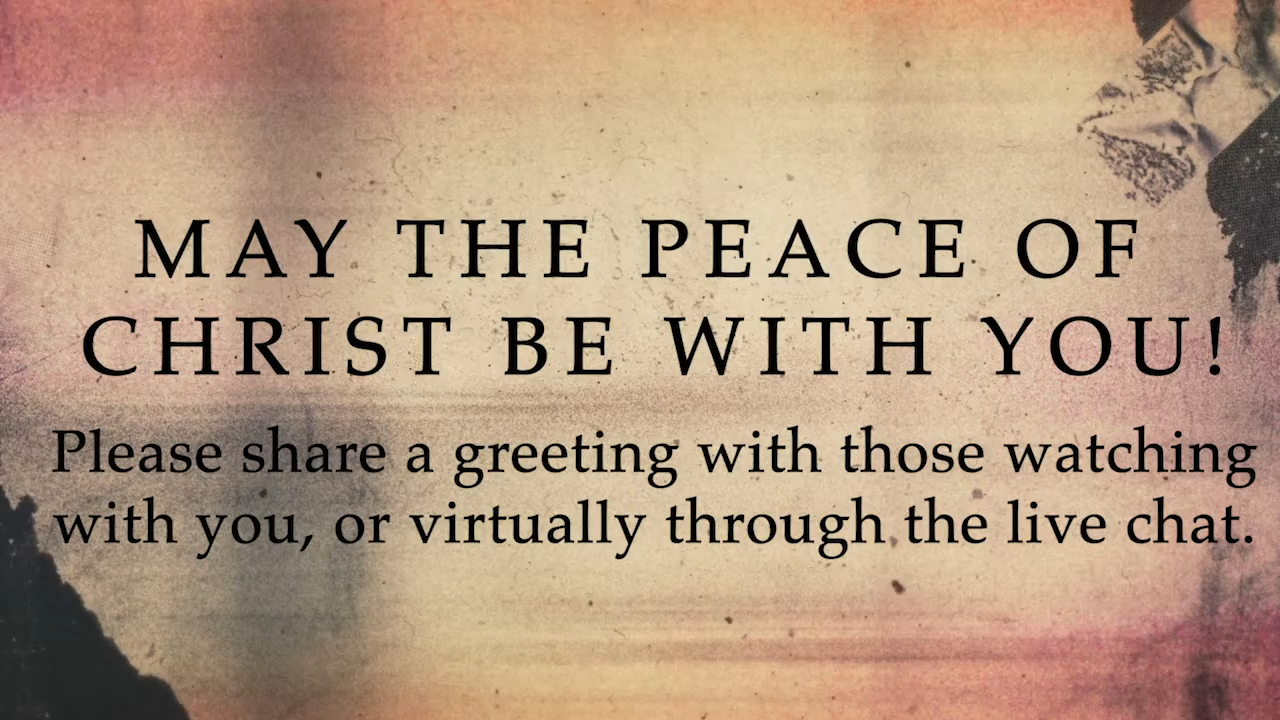 MAY THE PEACE OF
CHRIST BE WITH YOU!
Please share a greeting with those watching
with you, or virtually through the live chat.